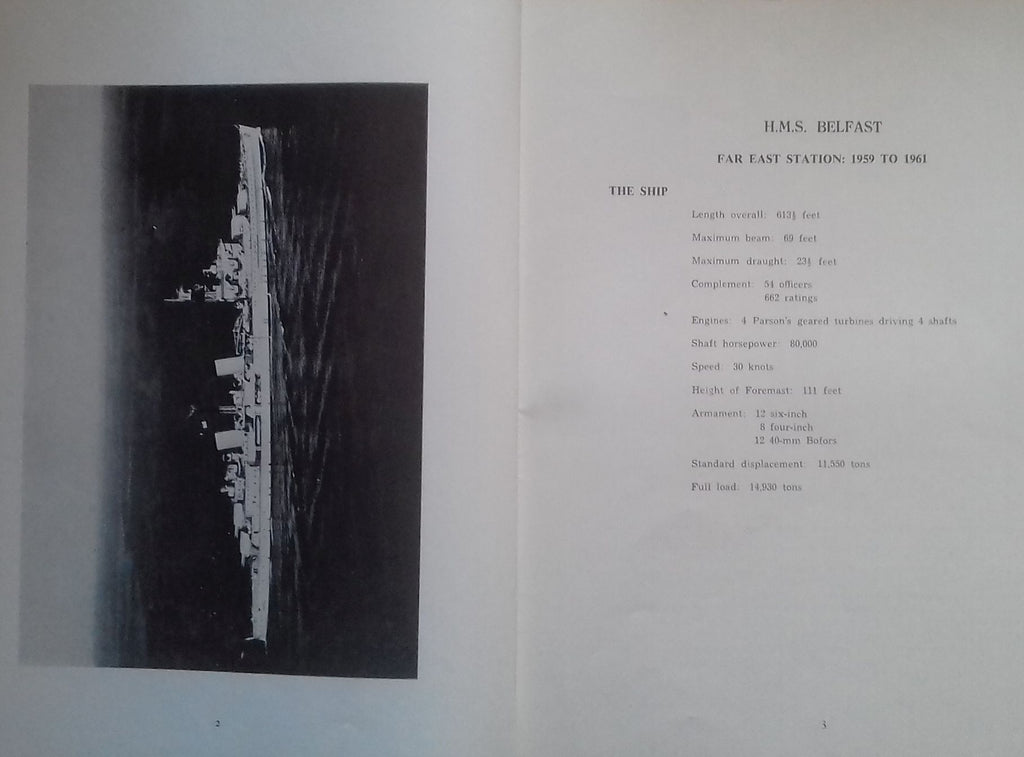 2
H.M.S. BELFAST
FAR EAST STATION: 1959 TO 1961
THE SHIP
Length overall: 613½ feet
Maximum beam: 69 feet
Maximum draught: 23½ feet
Complement: 54 officers
662 ratings
Engines: 4 Parson's geared turbines driving 4 shafts
Shaft horsepower: 80,000
Speed: 30 knots
Height of Foremast: 111 feet
Armament: 12 six-inch
8 four-inch
12 40-mm Bofors
Standard displacement: 11,550 tons
Full load: 14,930 tons
3